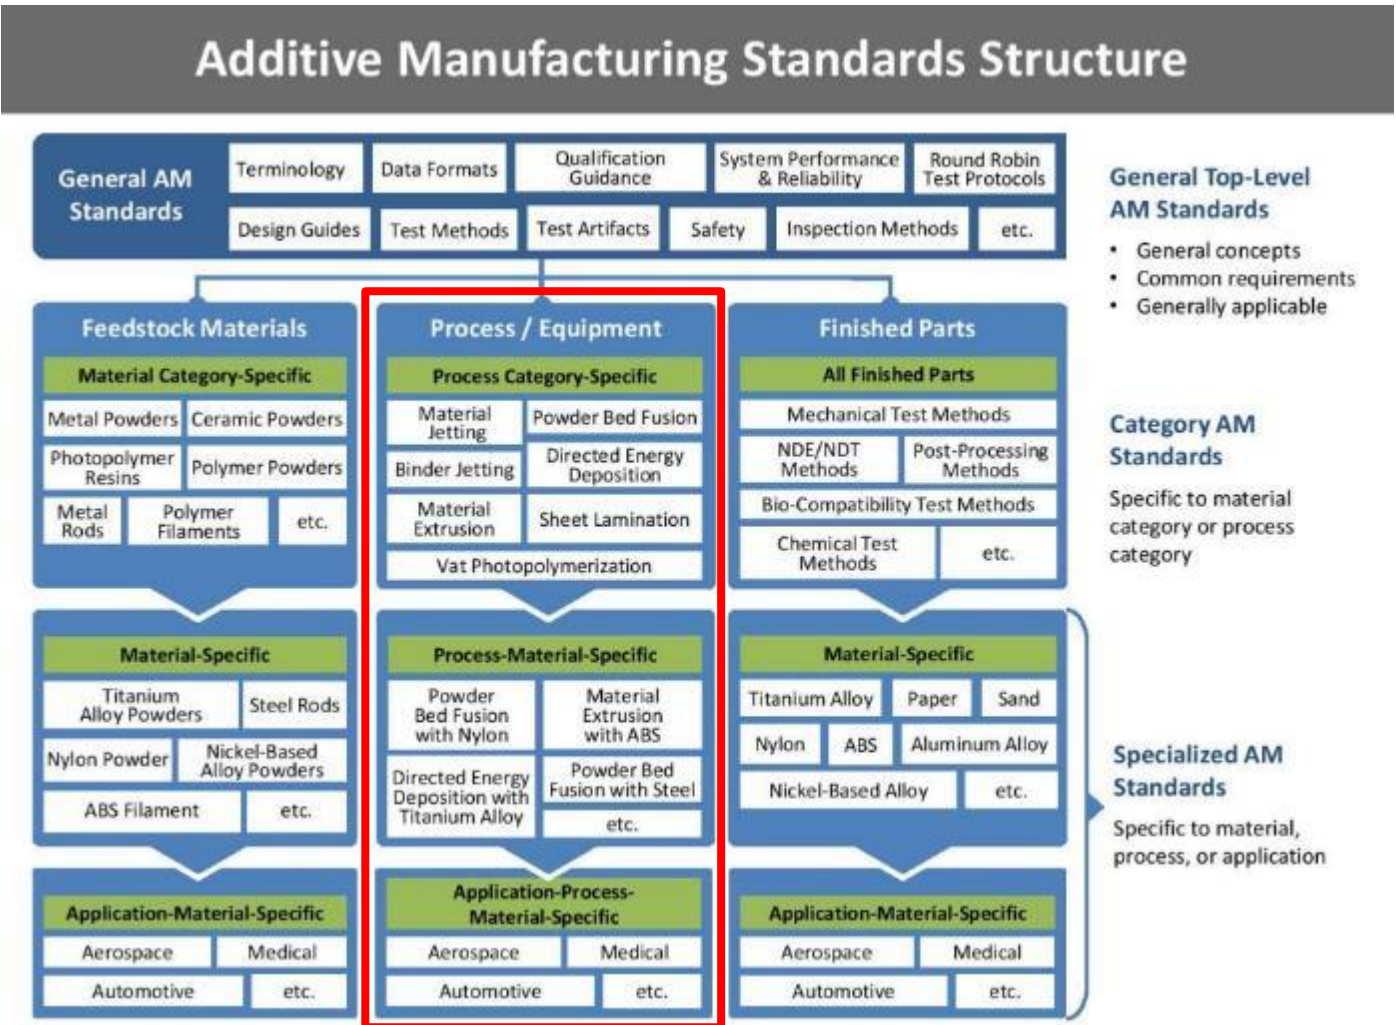 Additive Manufacturing Standards Structure
General AM
Standards
Terminology
Data Formats
Qualification
Guidance
System Performance
& Reliability
Round Robin
Test Protocols
Design Guides
Test Methods
Test Artifacts
Safety
Inspection Methods
etc.
General Top-Level
AM Standards
• General concepts
• Common requirements
• Generally applicable
Feedstock Materials
Material Category-Specific
Metal Powders
Ceramic Powders
Photopolymer
Resins
Polymer Powders
Metal
Rods
Polymer
Filaments
etc.
Process / Equipment
Process Category-Specific
Material
Jetting
Powder Bed Fusion
Binder Jetting
Directed Energy
Deposition
Material
Extrusion
Sheet Lamination
Vat Photopolymerization
Finished Parts
All Finished Parts
Mechanical Test Methods
NDE/NDT
Methods
Post-Processing
Methods
Bio-Compatibility Test Methods
Chemical Test
Methods
etc.
Category AM
Standards
Specific to material
category or process
category
Material-Specific
Titanium
Alloy Powders
Steel Rods
Nylon Powder
Nickel-Based
Alloy Powders
ABS Filament
etc.
Process-Material-Specific
Powder
Bed Fusion
with Nylon
Material
Extrusion
with ABS
Directed Energy
Deposition with
Titanium Alloy
Powder Bed
Fusion with Steel
etc.
Material-Specific
Titanium Alloy
Paper
Sand
Nylon
ABS
Aluminum Alloy
Nickel-Based Alloy
etc.
Specialized AM
Standards
Specific to material,
process, or application
Application-Material-Specific
Aerospace
Medical
Automotive
etc.
Application-Process-
Material-Specific
Aerospace
Medical
Automotive
etc.
Application-Material-Specific
Aerospace
Medical
Automotive
etc.